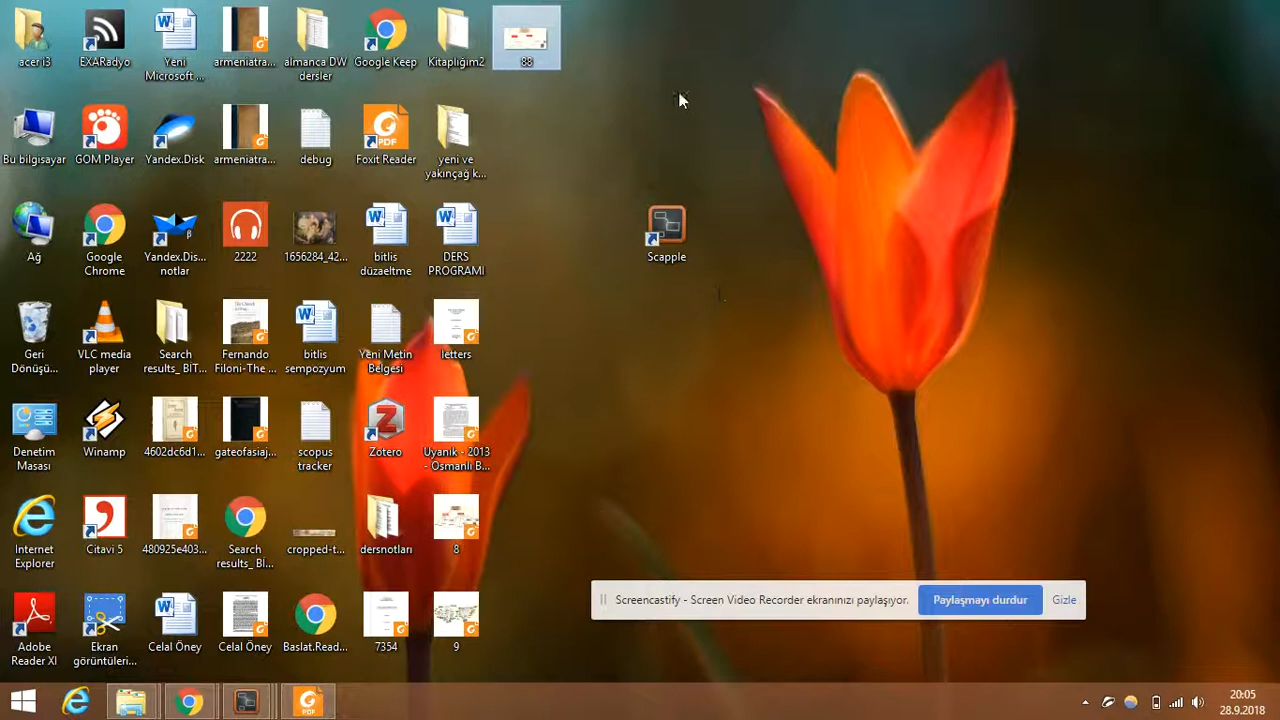 acer i3
EXARadyo
Yeni
Microsoft ...
armeniatra...
almanca DW
dersler
Google Keep
Kitaplığım2
88
Bu bilgisayar
GOM Player
Yandex.Disk
armeniatra...
debug
Foxit Reader
yeni ve
yakınçağ k...
Ağ
Google
Chrome
Yandex.Dis...
notlar
2222
1656284_42...
bitlis
düzaeltme
DERS
PROGRAMI
Scapple
Geri
Dönüşü...
VLC media
player
Search
results_ BİT...
Fernando
Filoni-The ...
bitlis
sempozyum
Yeni Metin
Belgesi
letters
Denetim
Masası
Winamp
4602dc6d1...
gateofasiaj...
scopus
tracker
Zotero
Uyanık - 2013
- Osmanlı B...
Internet
Explorer
Citavi 5
480925e403...
Search
results_ Bİ...
cropped-t...
dersnotları
8
Adobe
Reader XI
Ekran
görüntüleri...
Celal Öney
Celal Öney
Baslat.Read...
7354
9
Screencastify - Screen Video Recorder ekranınızı paylaşıyor.
Paylaşmayı durdur
Gizle
20:05
28.9.2018